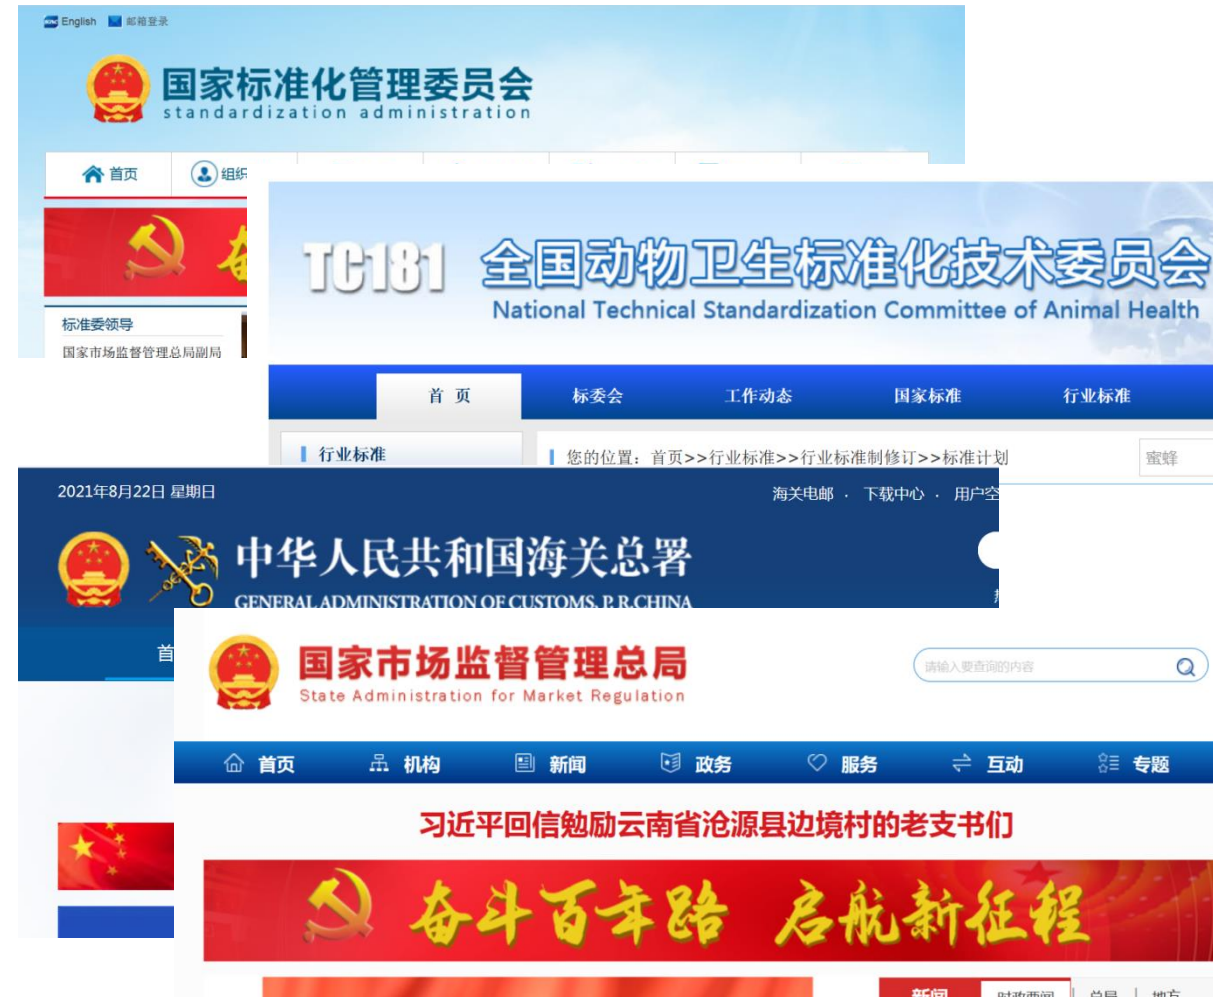 English 邮箱登录
国家标准化管理委员会
standardization administration
首页 组织
标准委领导
国家市场监督管理总局副局
TC181 全国动物卫生标准化技术委员会
National Technical Standardization Committee of Animal Health
首 页 标委会 工作动态 国家标准 行业标准
行业标准
您的位置：首页>>行业标准>>行业标准制修订>>标准计划
蜜蜂
2021年8月22日 星期日
海关电邮 · 下载中心 · 用户空
中华人民共和国海关总署
GENERAL ADMINISTRATION OF CUSTOMS, P. R.CHINA
首
国家市场监督管理总局
State Administration for Market Regulation
请输入要查询的内容
首页 机构 新闻 政务 服务 互动 专题
习近平回信勉励云南省沧源县边境村的老支书们
奋斗百年路 启航新征程
新闻 时政要闻 总局 地方